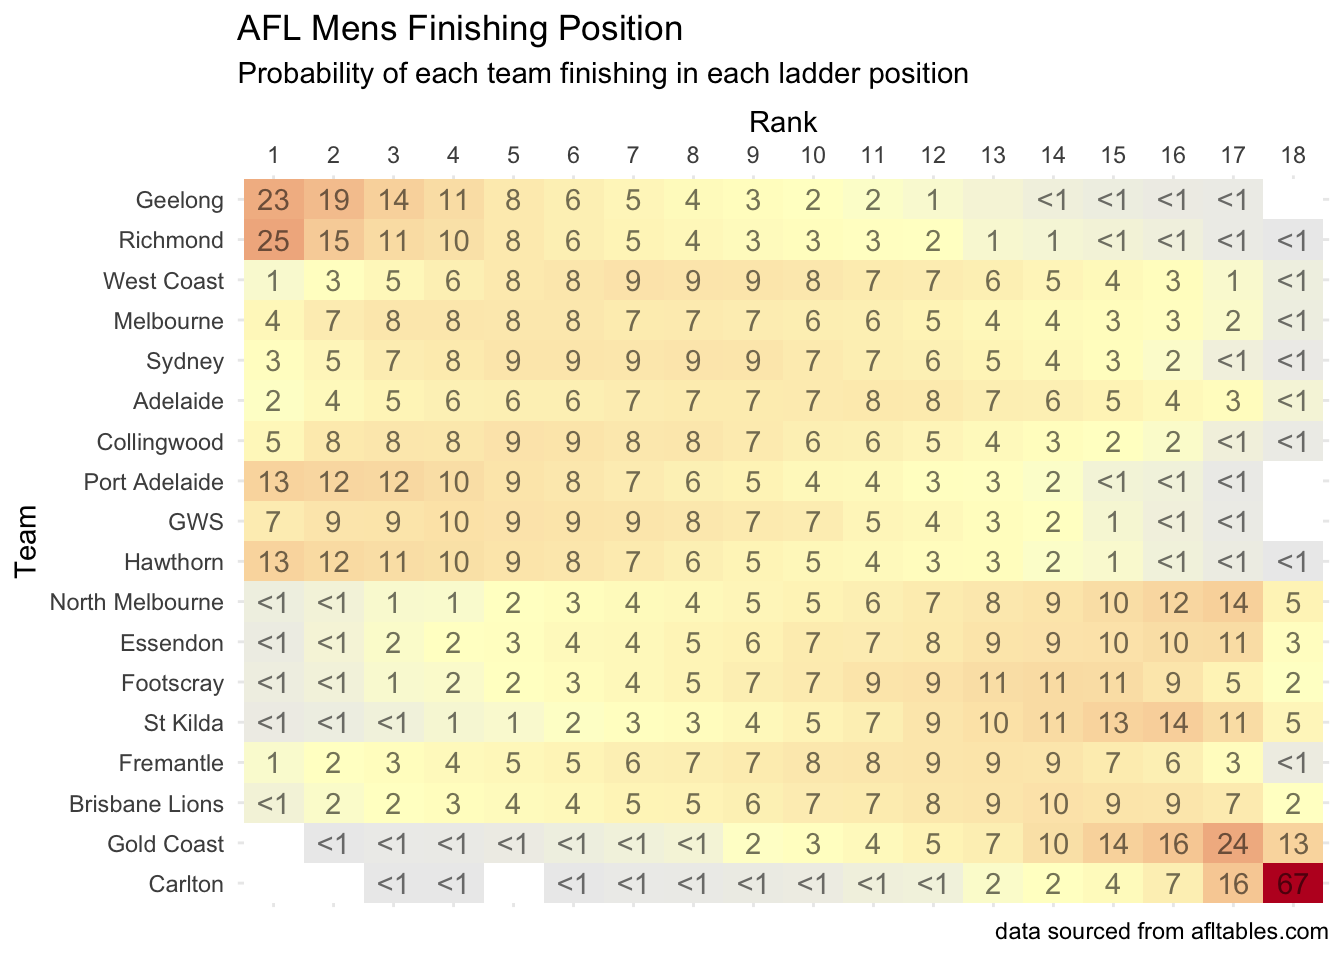 AFL Mens Finishing Position
Probability of each team finishing in each ladder position
Rank
1 2 3 4 5 6 7 8 9 10 11 12 13 14 15 16 17 18
Team
Geelong 23 19 14 11 8 6 5 4 3 2 2 1 <1 <1 <1 <1
Richmond 25 15 11 10 8 6 5 4 3 3 3 2 1 1 <1 <1 <1 <1
West Coast 1 3 5 6 8 8 9 9 9 8 7 7 6 5 4 3 1 <1
Melbourne 4 7 8 8 8 8 7 7 7 6 6 5 4 4 3 3 2 <1
Sydney 3 5 7 8 9 9 9 9 9 7 7 6 5 4 3 2 <1 <1
Adelaide 2 4 5 6 6 6 7 7 7 7 8 8 7 6 5 4 3 <1
Collingwood 5 8 8 8 9 9 8 8 7 6 6 5 4 3 2 2 <1 <1
Port Adelaide 13 12 12 10 9 8 7 6 5 4 4 3 3 2 <1 <1 <1
GWS 7 9 9 10 9 9 9 8 7 7 5 4 3 2 1 <1 <1
Hawthorn 13 12 11 10 9 8 7 6 5 5 4 3 3 2 1 <1 <1 <1
North Melbourne <1 <1 1 1 2 3 4 4 5 5 6 7 8 9 10 12 14 5
Essendon <1 <1 2 2 3 4 4 5 6 7 7 8 9 9 10 10 11 3
Footscray <1 <1 1 2 2 3 4 5 7 7 9 9 11 11 11 9 5 2
St Kilda <1 <1 <1 1 1 2 3 3 4 5 7 9 10 11 13 14 11 5
Fremantle 1 2 3 4 5 5 6 7 7 8 8 9 9 9 7 6 3 <1
Brisbane Lions <1 2 2 3 4 4 5 5 6 7 7 8 9 10 9 9 7 2
Gold Coast <1 <1 <1 <1 <1 <1 <1 2 3 4 5 7 10 14 16 24 13
Carlton <1 <1 <1 <1 <1 <1 <1 <1 <1 2 2 4 7 16 67
data sourced from afltables.com